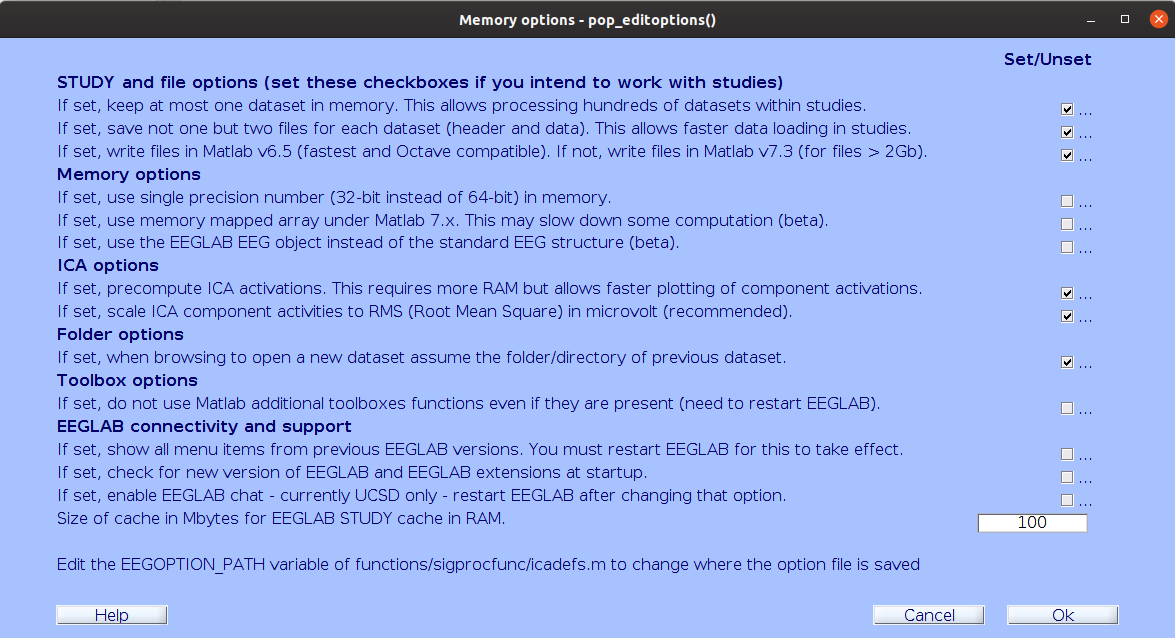 Memory options - pop_editoptions()
Set/Unset
STUDY and file options (set these checkboxes if you intend to work with studies)
If set, keep at most one dataset in memory. This allows processing hundreds of datasets within studies. ...
If set, save not one but two files for each dataset (header and data). This allows faster data loading in studies. ...
If set, write files in Matlab v6.5 (fastest and Octave compatible). If not, write files in Matlab v7.3 (for files > 2Gb). ...
Memory options
If set, use single precision number (32-bit instead of 64-bit) in memory. ...
If set, use memory mapped array under Matlab 7.x. This may slow down some computation (beta). ...
If set, use the EEGLAB EEG object instead of the standard EEG structure (beta). ...
ICA options
If set, precompute ICA activations. This requires more RAM but allows faster plotting of component activations. ...
If set, scale ICA component activities to RMS (Root Mean Square) in microvolt (recommended). ...
Folder options
If set, when browsing to open a new dataset assume the folder/directory of previous dataset. ...
Toolbox options
If set, do not use Matlab additional toolboxes functions even if they are present (need to restart EEGLAB). ...
EEGLAB connectivity and support
If set, show all menu items from previous EEGLAB versions. You must restart EEGLAB for this to take effect. ...
If set, check for new version of EEGLAB and EEGLAB extensions at startup. ...
If set, enable EEGLAB chat - currently UCSD only - restart EEGLAB after changing that option. ...
Size of cache in Mbytes for EEGLAB STUDY cache in RAM. 100
Edit the EEGOPTION_PATH variable of functions/sigprocfunc/icadefs.m to change where the option file is saved
Help Cancel Ok